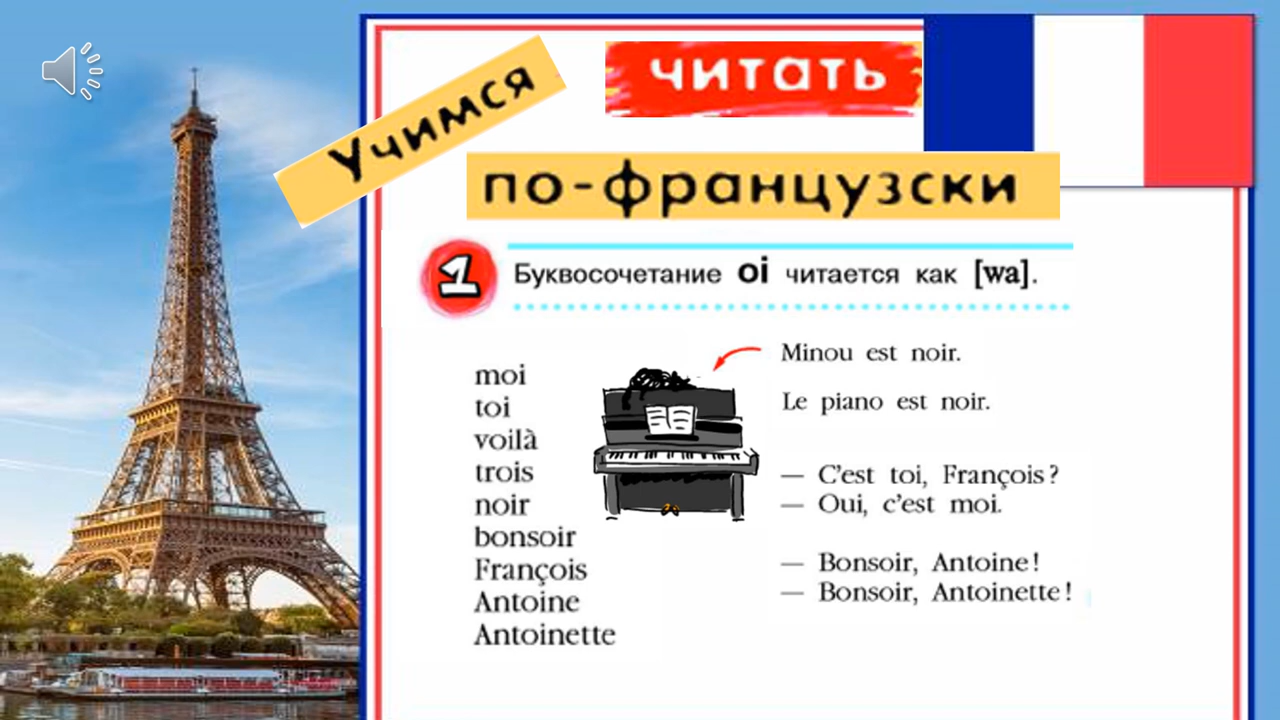 Учимся
читать
по-французски
1 Буквосочетание oi читается как [wa].
moi
toi
voilà
trois
noir
bonsoir
François
Antoine
Antoinette
Minou est noir.
Le piano est noir.
— C'est toi, François ?
— Oui, c'est moi.
— Bonsoir, Antoine !
— Bonsoir, Antoinette !